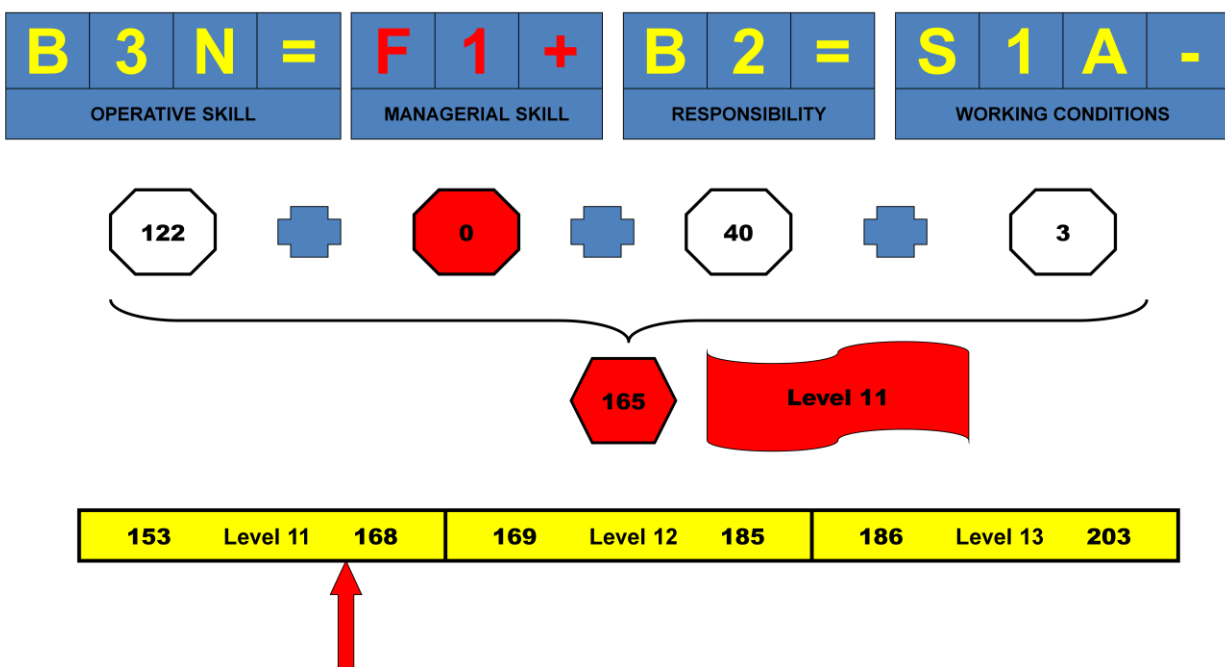 B 3 N = F 1 + B 2 = S 1 A -
OPERATIVE SKILL MANAGERIAL SKILL RESPONSIBILITY WORKING CONDITIONS
122 0 40 3
165 Level 11
153 Level 11 168 169 Level 12 185 186 Level 13 203